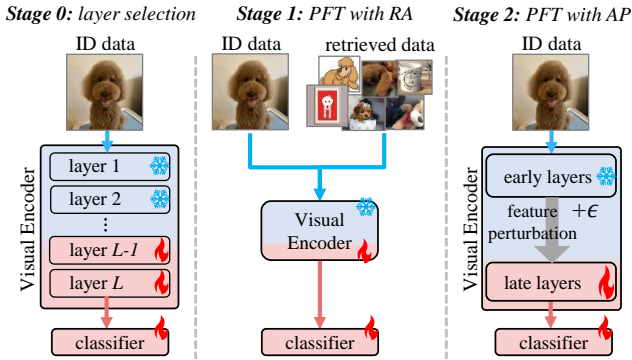 Stage 0: layer selection
ID data
Visual Encoder
layer 1
layer 2
⋮
layer L-1
layer L
classifier
Stage 1: PFT with RA
ID data
retrieved data
Visual
Encoder
classifier
Stage 2: PFT with AP
ID data
Visual Encoder
early layers
feature
perturbation
+ϵ
late layers
classifier